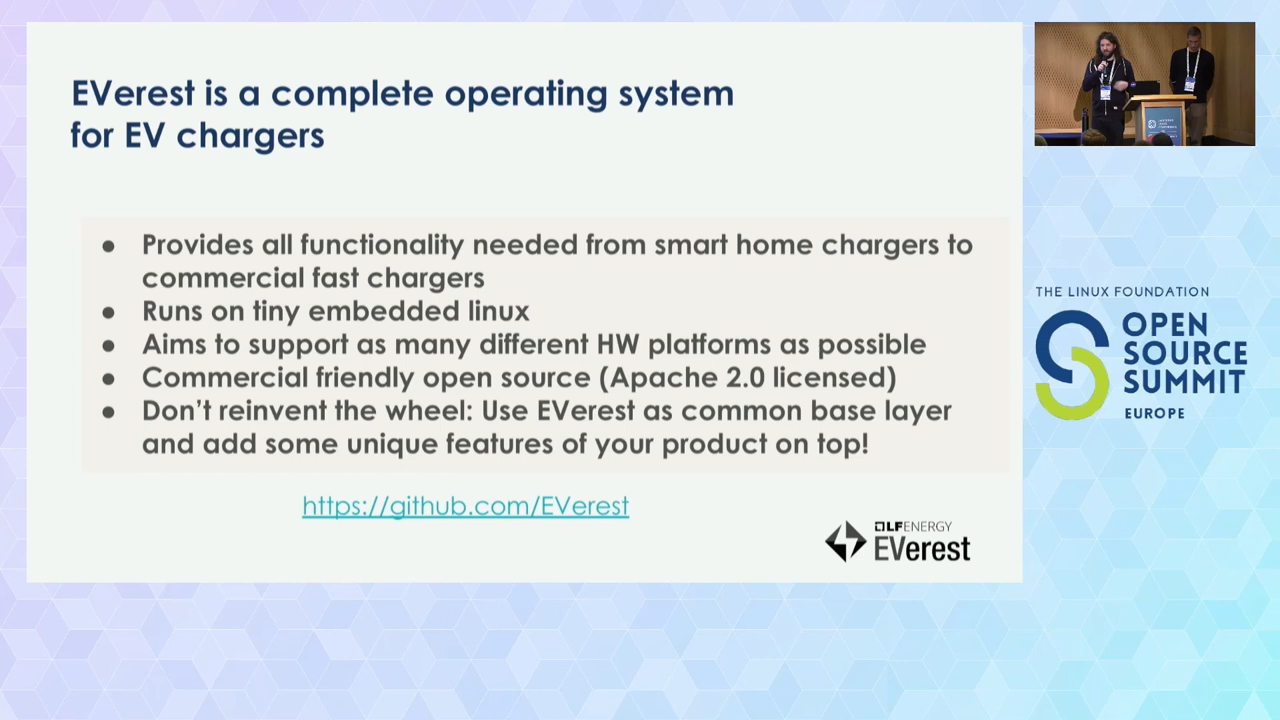 EVerest is a complete operating system
for EV chargers
● Provides all functionality needed from smart home chargers to
commercial fast chargers
● Runs on tiny embedded linux
● Aims to support as many different HW platforms as possible
● Commercial friendly open source (Apache 2.0 licensed)
● Don't reinvent the wheel: Use EVerest as common base layer
and add some unique features of your product on top!
https://github.com/EVerest
LFENERGY
EVerest
THE LINUX FOUNDATION
OPEN
SOURCE
SUMMIT
EUROPE